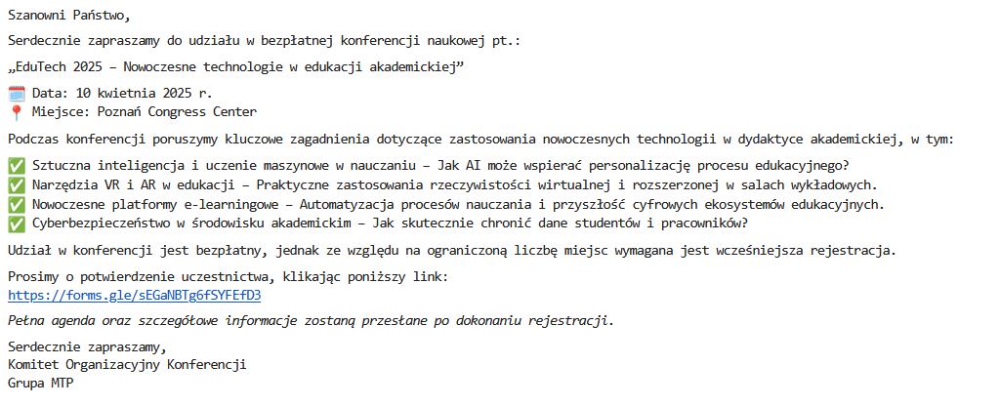 Szanowni Państwo,
Serdecznie zapraszamy do udziału w bezpłatnej konferencji naukowej pt.:
„EduTech 2025 – Nowoczesne technologie w edukacji akademickiej”
🗓️ Data: 10 kwietnia 2025 r.
📍 Miejsce: Poznań Congress Center
Podczas konferencji poruszymy kluczowe zagadnienia dotyczące zastosowania nowoczesnych technologii w dydaktyce akademickiej, w tym:
✅ Sztuczna inteligencja i uczenie maszynowe w nauczaniu – Jak AI może wspierać personalizację procesu edukacyjnego?
✅ Narzędzia VR i AR w edukacji – Praktyczne zastosowania rzeczywistości wirtualnej i rozszerzonej w salach wykładowych.
✅ Nowoczesne platformy e-learningowe – Automatyzacja procesów nauczania i przyszłość cyfrowych ekosystemów edukacyjnych.
✅ Cyberbezpieczeństwo w środowisku akademickim – Jak skutecznie chronić dane studentów i pracowników?
Udział w konferencji jest bezpłatny, jednak ze względu na ograniczoną liczbę miejsc wymagana jest wcześniejsza rejestracja.
Prosimy o potwierdzenie uczestnictwa, klikając poniższy link:
https://forms.gle/sEGaNBTg6fSYFEfD3
Pełna agenda oraz szczegółowe informacje zostaną przesłane po dokonaniu rejestracji.
Serdecznie zapraszamy,
Komitet Organizacyjny Konferencji
Grupa MTP